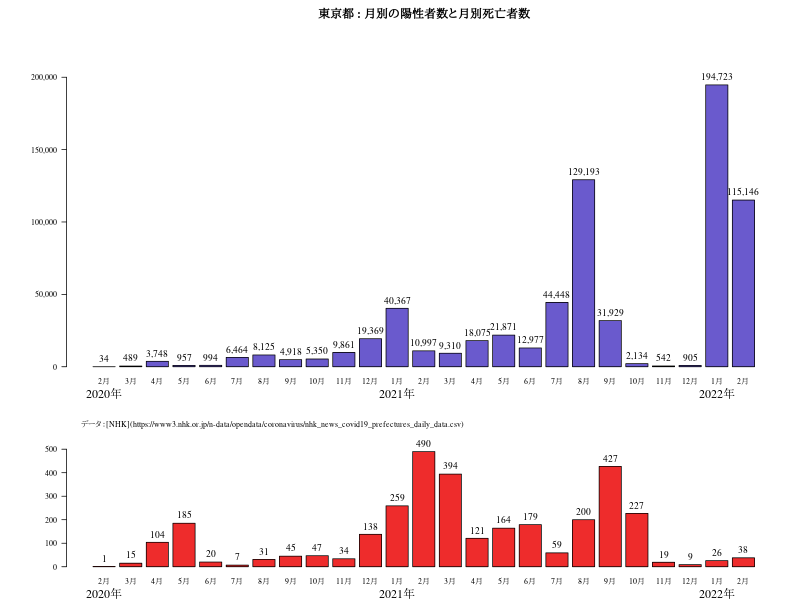 東京都 : 月別の陽性者数と月別死亡者数
200,000
150,000
100,000
50,000
0
34 489 3,748 957 994 6,464 8,125 4,918 5,350 9,861 19,369 40,367 10,997 9,310 18,075 21,871 12,977 44,448 129,193 31,929 2,134 542 905 194,723 115,146
2月 3月 4月 5月 6月 7月 8月 9月 10月 11月 12月 1月 2月 3月 4月 5月 6月 7月 8月 9月 10月 11月 12月 1月 2月
2020年 2021年 2022年
データ:[NHK](https://www3.nhk.or.jp/n-data/opendata/coronavirus/nhk_news_covid19_prefectures_daily_data.csv)
500
400
300
200
100
0
1 15 104 185 20 7 31 45 47 34 138 259 490 394 121 164 179 59 200 427 227 19 9 26 38
2月 3月 4月 5月 6月 7月 8月 9月 10月 11月 12月 1月 2月 3月 4月 5月 6月 7月 8月 9月 10月 11月 12月 1月 2月
2020年 2021年 2022年